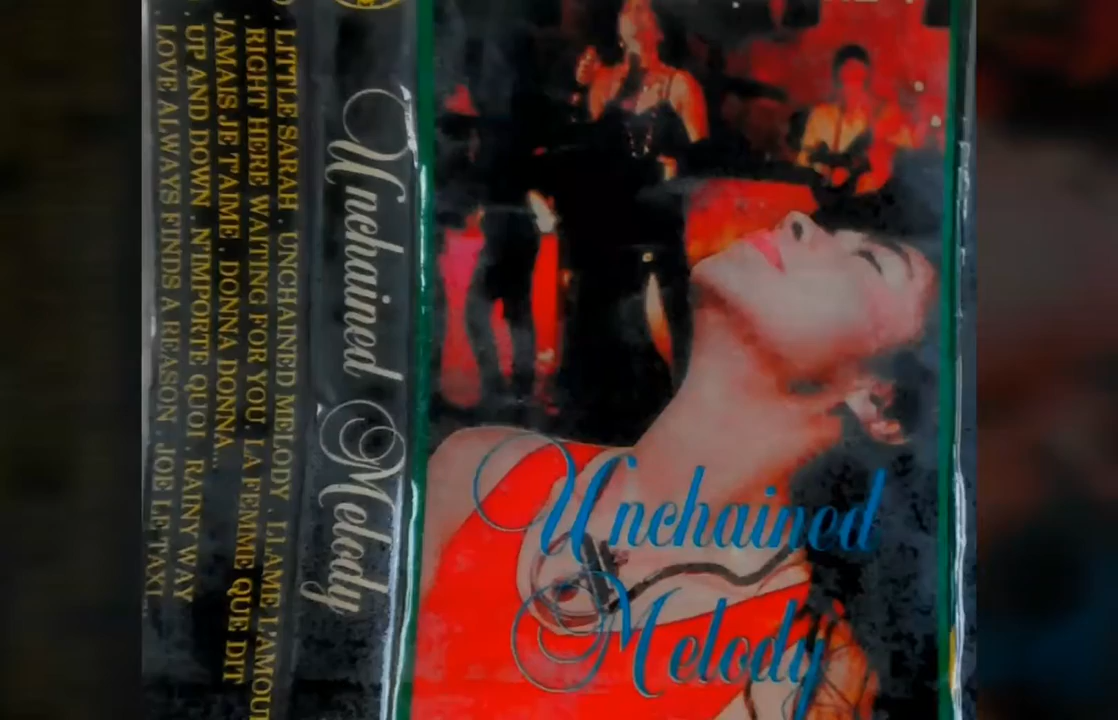 LITTLE SARAH . UNCHAINED MELODY . LLAME L'AMOUR
. RIGHT HERE WAITING FOR YOU . LA FEMME QUE DIT
JAMAIS JE T'AIME . DONNA DONNA....
. UP AND DOWN . N'IMPORTE QUOI . RAINY WAY
LOVE ALWAYS FINDS A REASON . JOE LE TAXI
Unchained Melody
Unchained
Melody